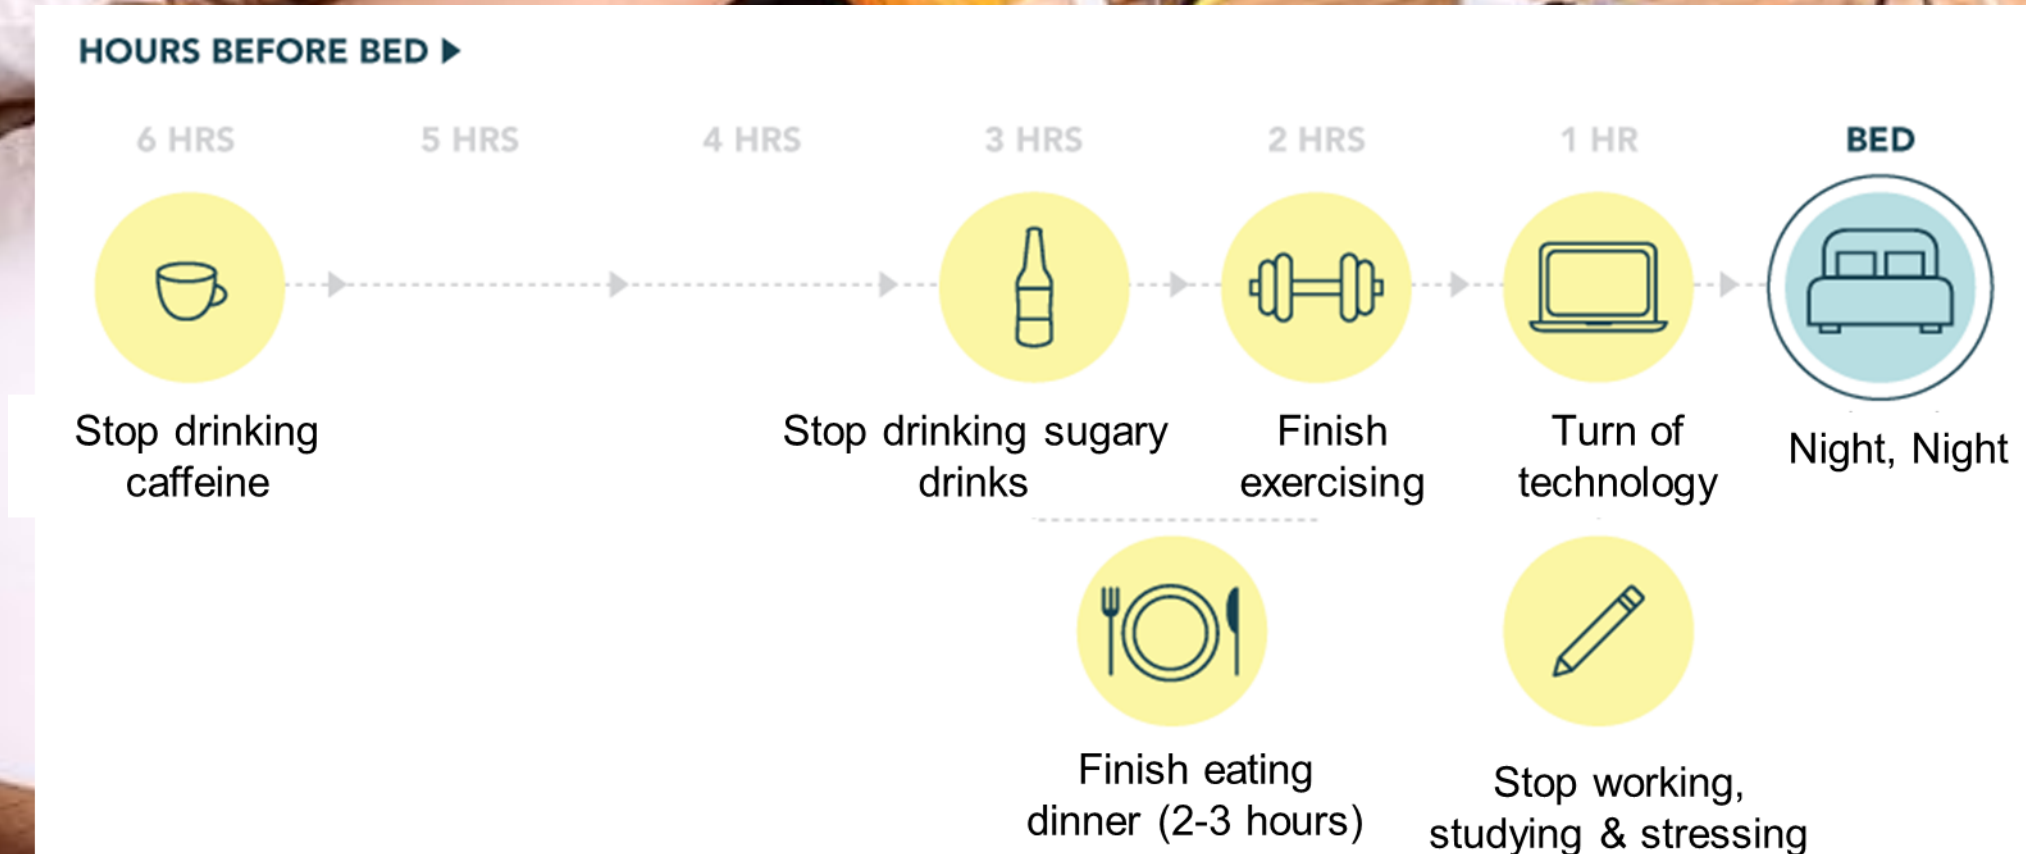 HOURS BEFORE BED
6 HRS
5 HRS
4 HRS
3 HRS
2 HRS
1 HR
BED
Stop drinking
caffeine
Stop drinking sugary
drinks
Finish
exercising
Turn of
technology
Night, Night
Finish eating
dinner (2-3 hours)
Stop working,
studying & stressing